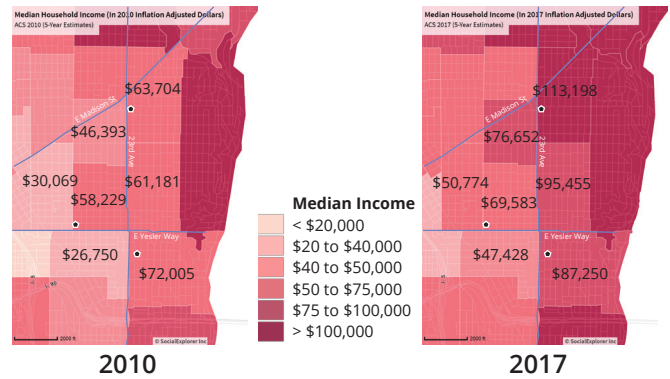 Median Household Income (In 2010 Inflation Adjusted Dollars)
ACS 2010 (5-Year Estimates)
$63,704
E Madison St
$46,393
23rd Ave
$30,069
$61,181
$58,229
E Yesler Way
$26,750
$72,005
I- 90
2000 ft
© SocialExplorer Inc
2010
Median Income
< $20,000
$20 to $40,000
$40 to $50,000
$50 to $75,000
$75 to $100,000
> $100,000
Median Household Income (In 2017 Inflation Adjusted Dollars)
ACS 2017 (5-Year Estimates)
$113,198
E Madison St
$76,652
23rd Ave
$50,774
$95,455
$69,583
E Yesler Way
$47,428
$87,250
2000 ft
© SocialExplorer Inc
2017